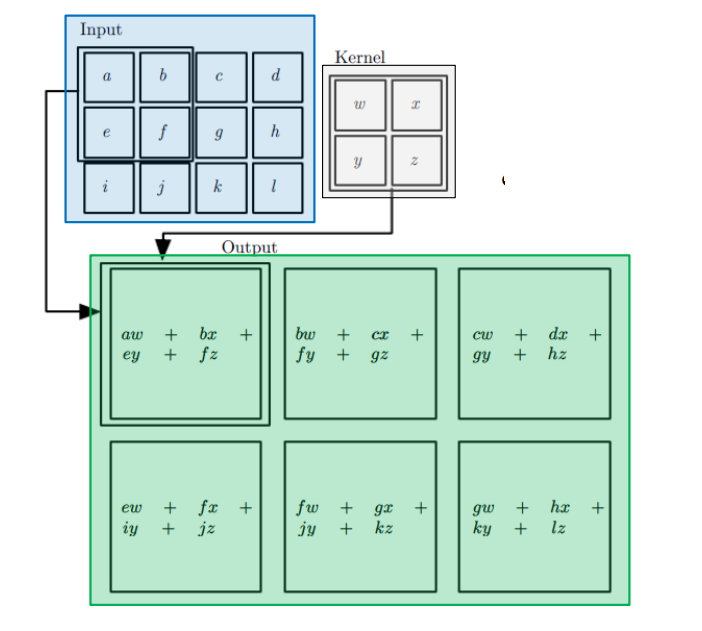 Input
a b c d
e f g h
i j k l
Kernel
w x
y z
Output
aw + bx +
ey + fz
bw + cx +
fy + gz
cw + dx +
gy + hz
ew + fx +
iy + jz
fw + gx +
jy + kz
gw + hx +
ky + lz